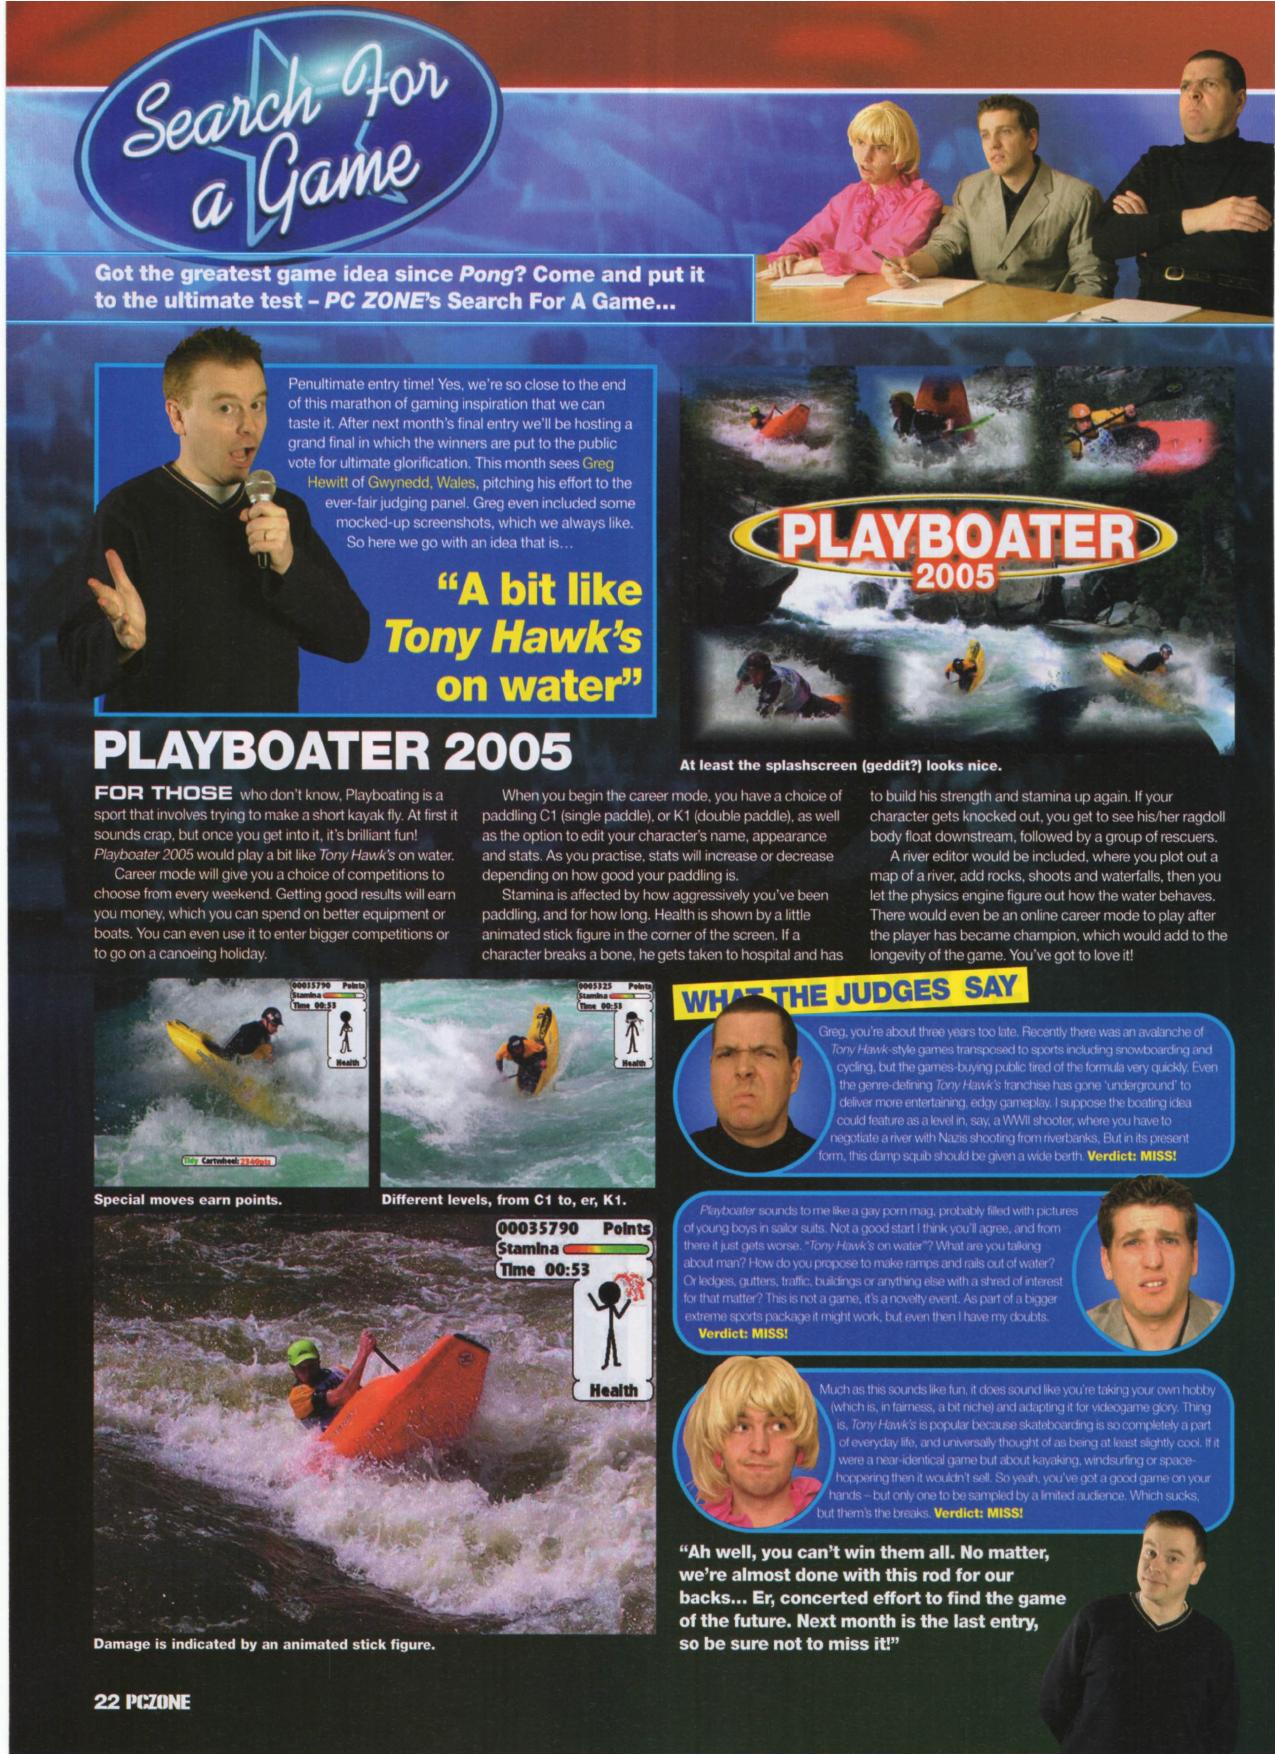 Search For
a Game
Got the greatest game idea since Pong? Come and put it
to the ultimate test – PC ZONE's Search For A Game...
Penultimate entry time! Yes, we're so close to the end
of this marathon of gaming inspiration that we can
taste it. After next month's final entry we'll be hosting a
grand final in which the winners are put to the public
vote for ultimate glorification. This month sees Greg
Hewitt of Gwynedd, Wales, pitching his effort to the
ever-fair judging panel. Greg even included some
mocked-up screenshots, which we always like.
So here we go with an idea that is...
“A bit like
Tony Hawk's
on water”
PLAYBOATER
2005
At least the splashscreen (geddit?) looks nice.
PLAYBOATER 2005
FOR THOSE who don't know, Playboating is a
sport that involves trying to make a short kayak fly. At first it
sounds crap, but once you get into it, it's brilliant fun!
Playboater 2005 would play a bit like Tony Hawk's on water.
Career mode will give you a choice of competitions to
choose from every weekend. Getting good results will earn
you money, which you can spend on better equipment or
boats. You can even use it to enter bigger competitions or
to go on a canoeing holiday.
When you begin the career mode, you have a choice of
paddling C1 (single paddle), or K1 (double paddle), as well
as the option to edit your character's name, appearance
and stats. As you practise, stats will increase or decrease
depending on how good your paddling is.
Stamina is affected by how aggressively you've been
paddling, and for how long. Health is shown by a little
animated stick figure in the corner of the screen. If a
character breaks a bone, he gets taken to hospital and has
to build his strength and stamina up again. If your
character gets knocked out, you get to see his/her ragdoll
body float downstream, followed by a group of rescuers.
A river editor would be included, where you plot out a
map of a river, add rocks, shoots and waterfalls, then you
let the physics engine figure out how the water behaves.
There would even be an online career mode to play after
the player has became champion, which would add to the
longevity of the game. You've got to love it!
00035790 Points
Stamina
Time 00:53
Health
Tidy Cartwheel: 2340pts
Special moves earn points.
0005325 Points
Stamina
Time 00:53
Health
Different levels, from C1 to, er, K1.
00035790 Points
Stamina
Time 00:53
Health
Damage is indicated by an animated stick figure.
WHAT THE JUDGES SAY
Greg, you're about three years too late. Recently there was an avalanche of
Tony Hawk-style games transposed to sports including snowboarding and
cycling, but the games-buying public tired of the formula very quickly. Even
the genre-defining Tony Hawk's franchise has gone 'underground' to
deliver more entertaining, edgy gameplay. I suppose the boating idea
could feature as a level in, say, a WWII shooter, where you have to
negotiate a river with Nazis shooting from riverbanks. But in its present
form, this damp squib should be given a wide berth. Verdict: MISS!
Playboater sounds to me like a gay porn mag, probably filled with pictures
of young boys in sailor suits. Not a good start I think you'll agree, and from
there it just gets worse. “Tony Hawk's on water”? What are you talking
about man? How do you propose to make ramps and rails out of water?
Or ledges, gutters, traffic, buildings or anything else with a shred of interest
for that matter? This is not a game, it's a novelty event. As part of a bigger
extreme sports package it might work, but even then I have my doubts.
Verdict: MISS!
Much as this sounds like fun, it does sound like you're taking your own hobby
(which is, in fairness, a bit niche) and adapting it for videogame glory. Thing
is, Tony Hawk's is popular because skateboarding is so completely a part
of everyday life, and universally thought of as being at least slightly cool. If it
were a near-identical game but about kayaking, windsurfing or space-
hoppering then it wouldn't sell. So yeah, you've got a good game on your
hands – but only one to be sampled by a limited audience. Which sucks,
but them's the breaks. Verdict: MISS!
“Ah well, you can't win them all. No matter,
we're almost done with this rod for our
backs... Er, concerted effort to find the game
of the future. Next month is the last entry,
so be sure not to miss it!”
22 PCZONE